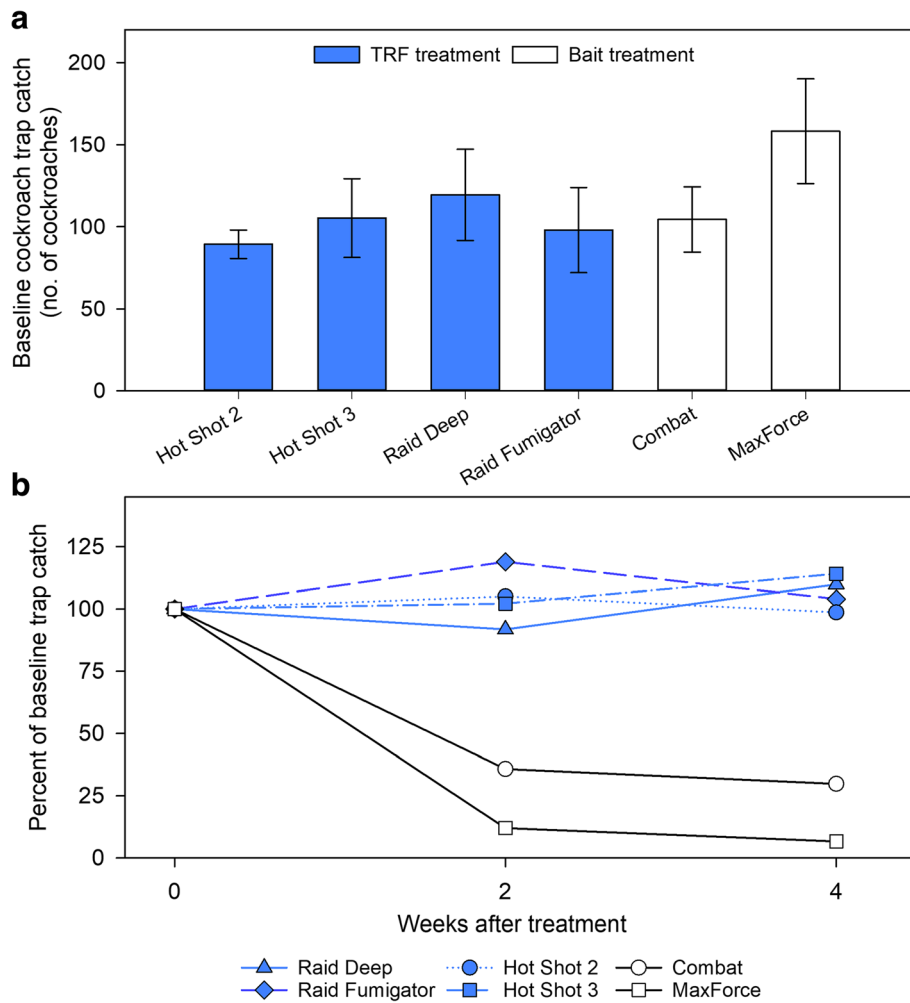 a
TRF treatment Bait treatment
Baseline cockroach trap catch
(no. of cockroaches)
200
150
100
50
0
Hot Shot 2
Hot Shot 3
Raid Deep
Raid Fumigator
Combat
MaxForce
b
Percent of baseline trap catch
125
100
75
50
25
0
0 2 4
Weeks after treatment
Raid Deep Hot Shot 2 Combat
Raid Fumigator Hot Shot 3 MaxForce